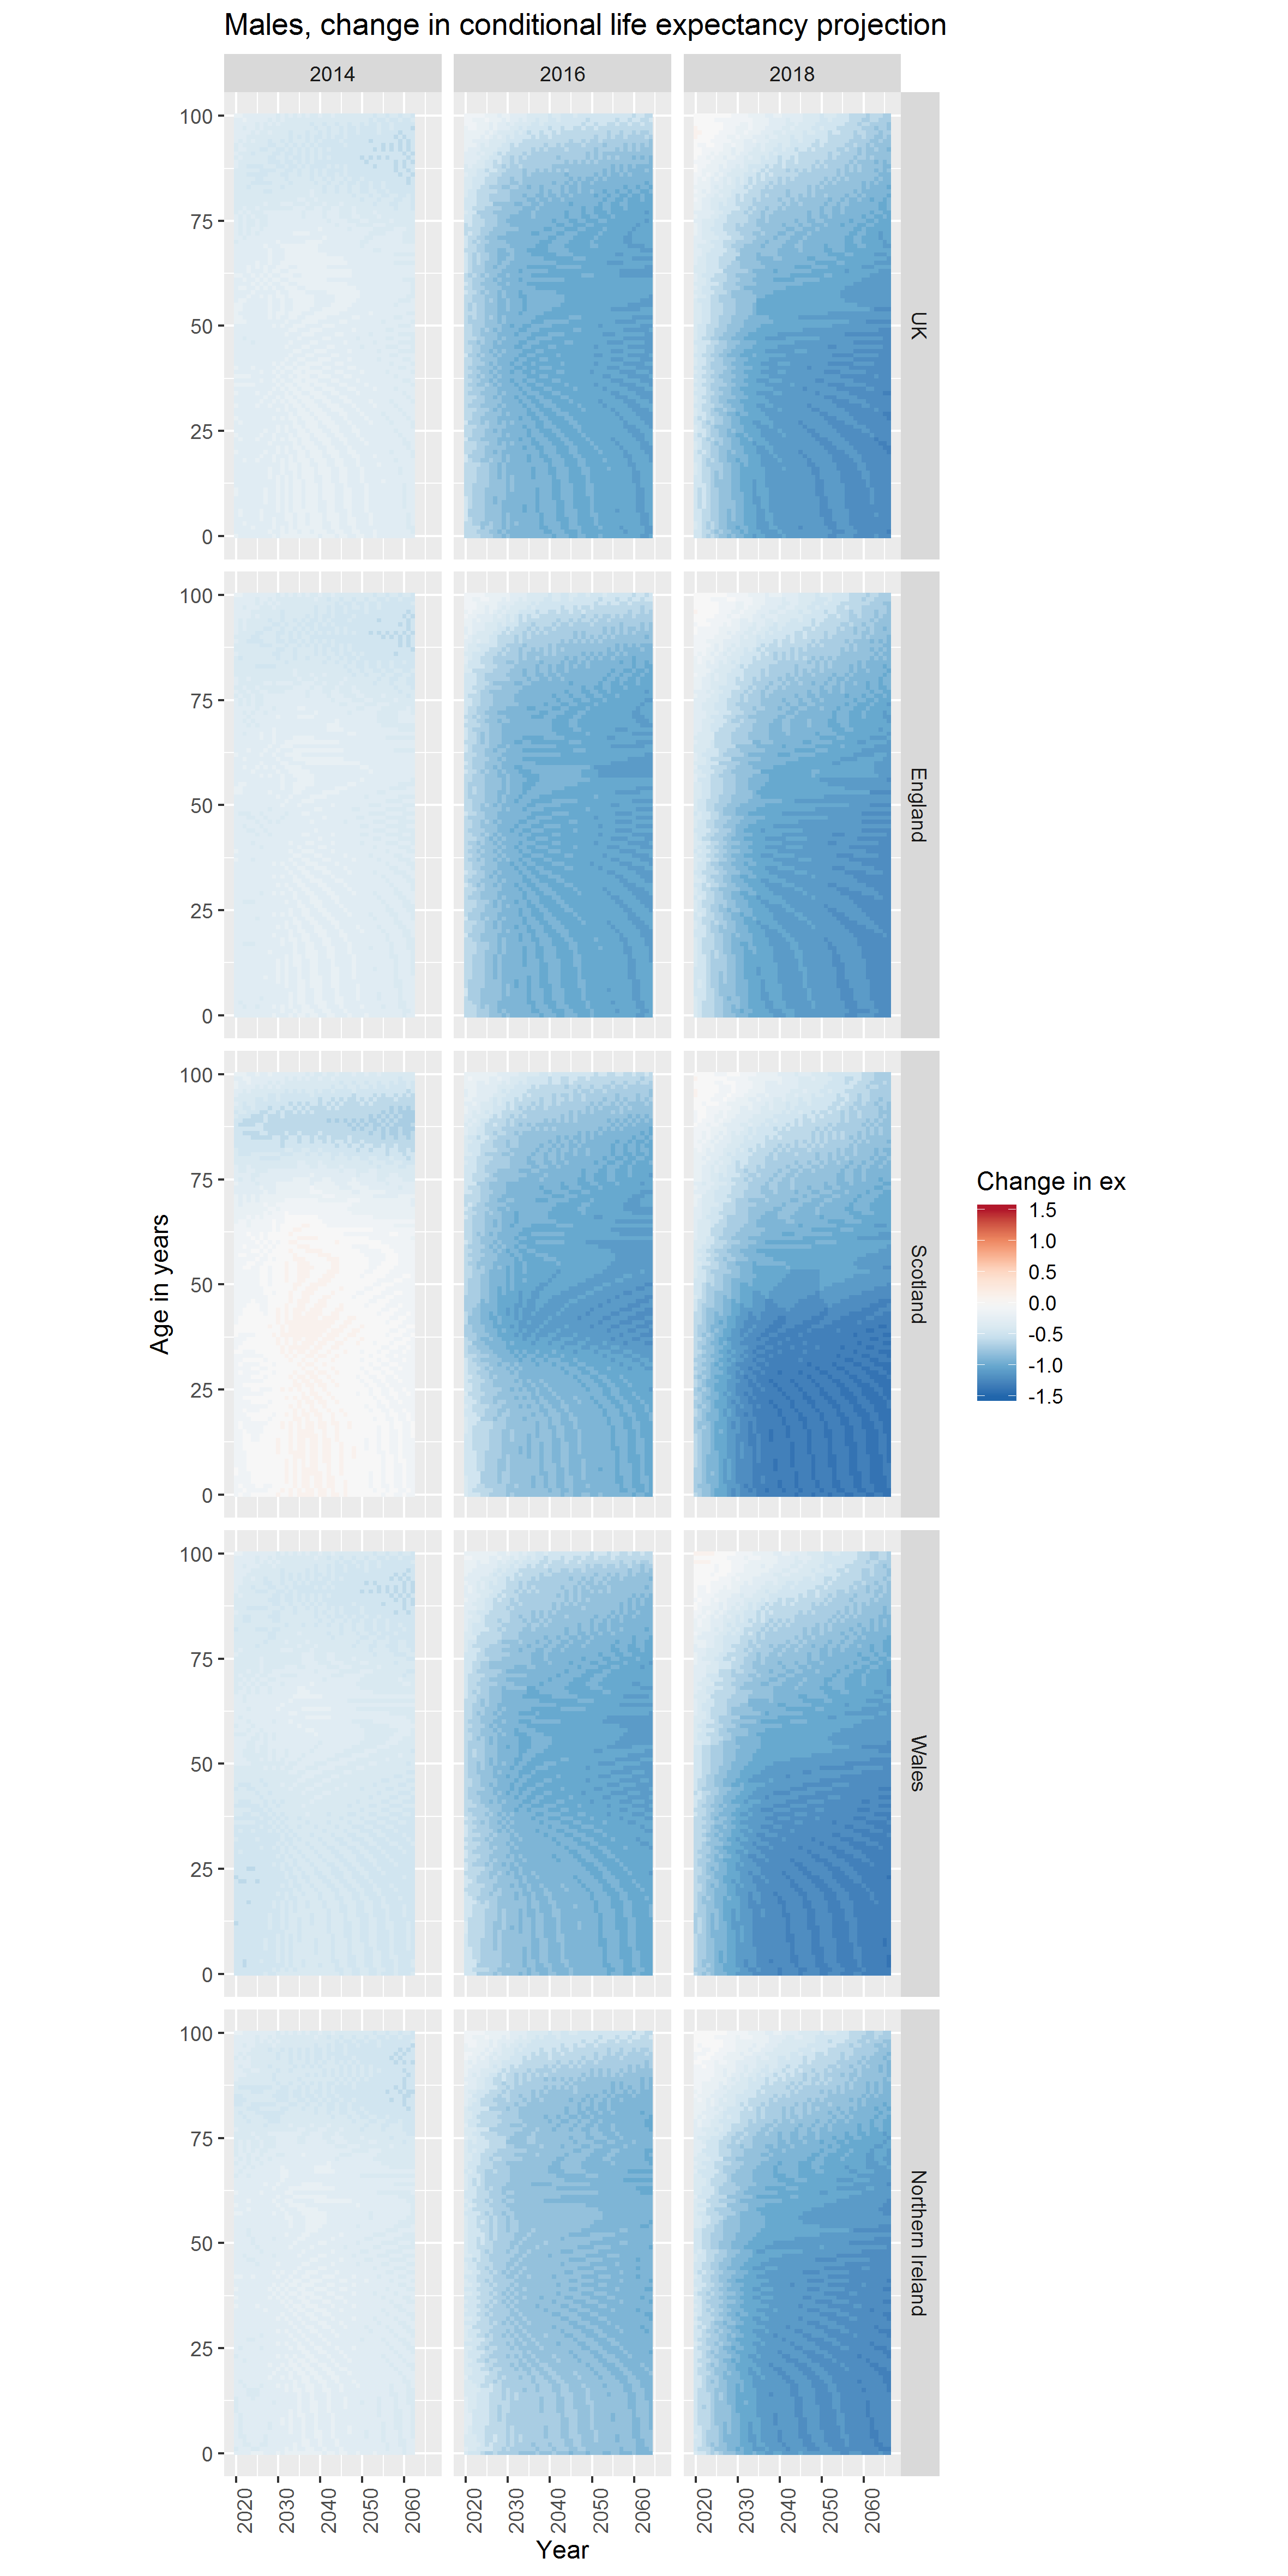 Males, change in conditional life expectancy projection
2014 2016 2018
100
75
50
25
0
UK
100
75
50
25
0
England
100
75
50
25
0
Scotland
100
75
50
25
0
Wales
100
75
50
25
0
Northern Ireland
Age in years
2020 2030 2040 2050 2060 2020 2030 2040 2050 2060 2020 2030 2040 2050 2060
Year
Change in ex
1.5
1.0
0.5
0.0
-0.5
-1.0
-1.5